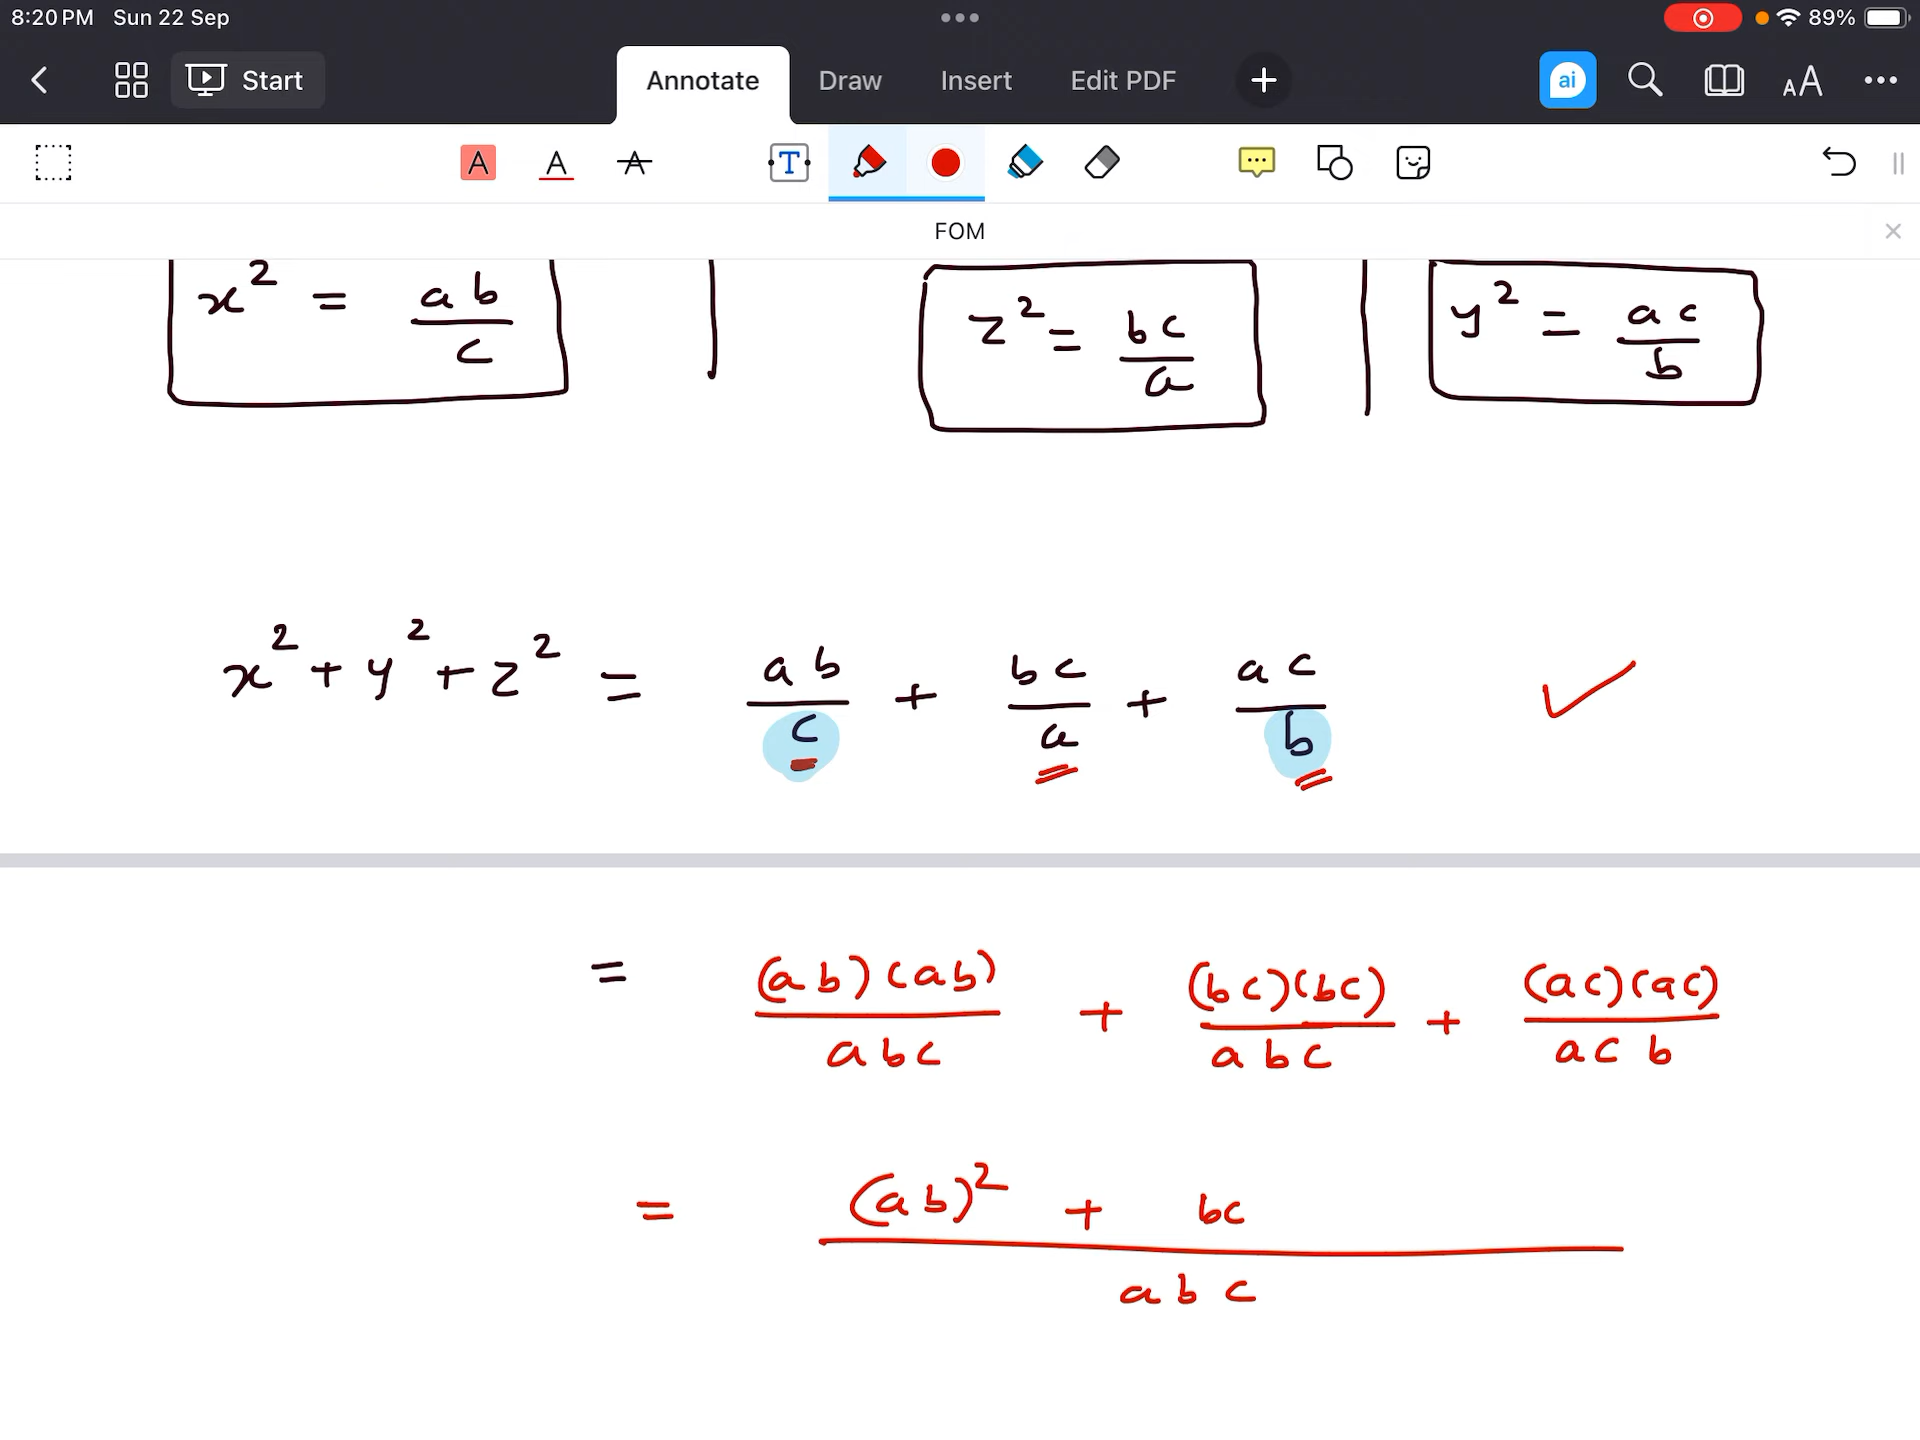 8:20 PM Sun 22 Sep 89%
Start Annotate Draw Insert Edit PDF + ai AA
A A A T
FOM
x² = ab/c z² = bc/a y² = ac/b
x² + y² + z² = ab/c + bc/a + ac/b ✓
= (ab)(ab)/abc + (bc)(bc)/abc + (ac)(ac)/acb
= (ab)² + bc / abc